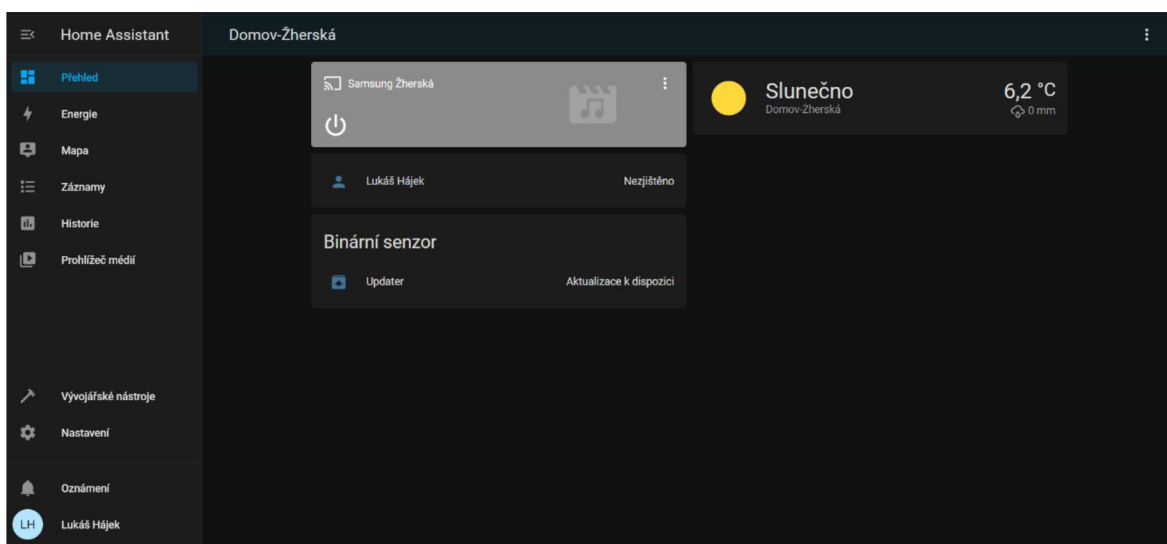 Home Assistant
Přehled
Energie
Mapa
Záznamy
Historie
Prohlížeč médií
Vývojářské nástroje
Nastavení
Oznámení
LH Lukáš Hájek
Domov-Žherská
Samsung Žherská
Lukáš Hájek Nezjištěno
Binární senzor
Updater Aktualizace k dispozici
Slunečno 6,2 °C
Domov-Žherská 0 mm